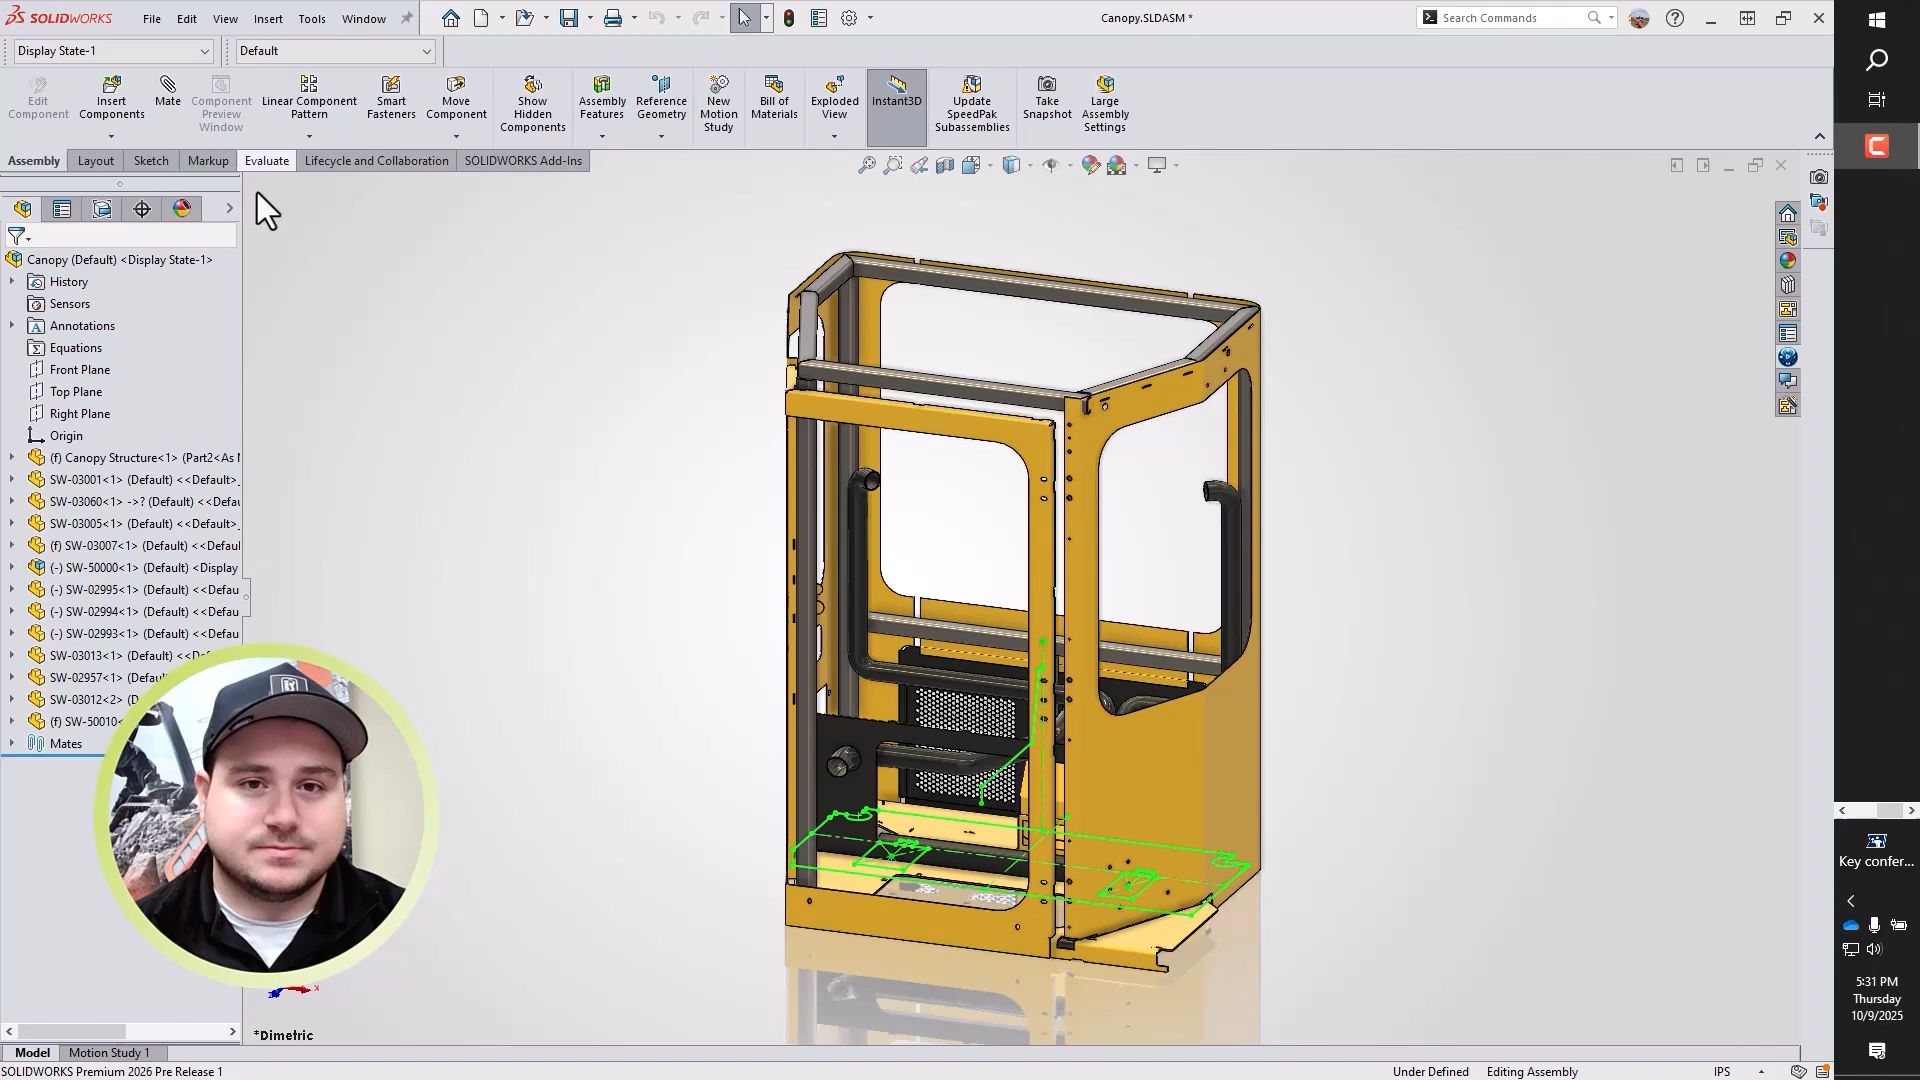 SOLIDWORKS File Edit View Insert Tools Window Canopy.SLDASM * Search Commands
Display State-1 Default
Edit Component
Insert Components
Mate
Component Preview Window
Linear Component Pattern
Smart Fasteners
Move Component
Show Hidden Components
Assembly Features
Reference Geometry
New Motion Study
Bill of Materials
Exploded View
Instant3D
Update SpeedPak Subassemblies
Take Snapshot
Large Assembly Settings
Assembly Layout Sketch Markup Evaluate Lifecycle and Collaboration SOLIDWORKS Add-Ins
Canopy (Default) <Display State-1>
History
Sensors
Annotations
Equations
Front Plane
Top Plane
Right Plane
Origin
(f) Canopy Structure<1> (Part2<As
SW-03001<1> (Default) <<Default>_
SW-03060<1> ->? (Default) <<Defau
SW-03005<1> (Default) <<Default>_
(f) SW-03007<1> (Default) <<Defaul
(-) SW-50000<1> (Default) <Display
(-) SW-02995<1> (Default) <<Defau
(-) SW-02994<1> (Default) <<Defau
(-) SW-02993<1> (Default) <<Defau
SW-03013<1> (Default)
SW-02957<1> (
SW-03012<2> (
(f) SW-50010<
Mates
*Dimetric
Model Motion Study 1
SOLIDWORKS Premium 2026 Pre Release 1 Under Defined Editing Assembly IPS
Key confer...
5:31 PM
Thursday
10/9/2025